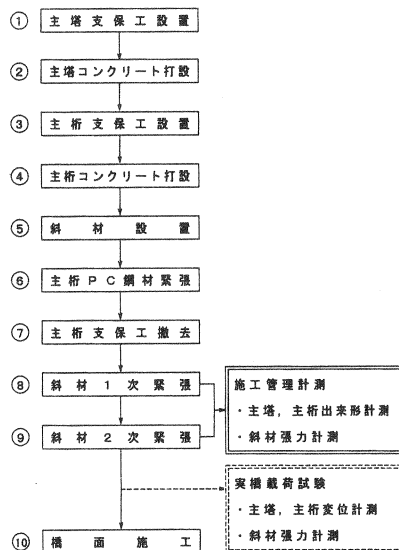 ① 主塔支保工設置
② 主塔コンクリート打設
③ 主桁支保工設置
④ 主桁コンクリート打設
⑤ 斜材設置
⑥ 主桁PC鋼材緊張
⑦ 主桁支保工撤去
⑧ 斜材1次緊張
⑨ 斜材2次緊張
施工管理計測
・主塔，主桁出来形計測
・斜材張力計測
実橋載荷試験
・主塔，主桁変位計測
・斜材張力計測
⑩ 橋面施工